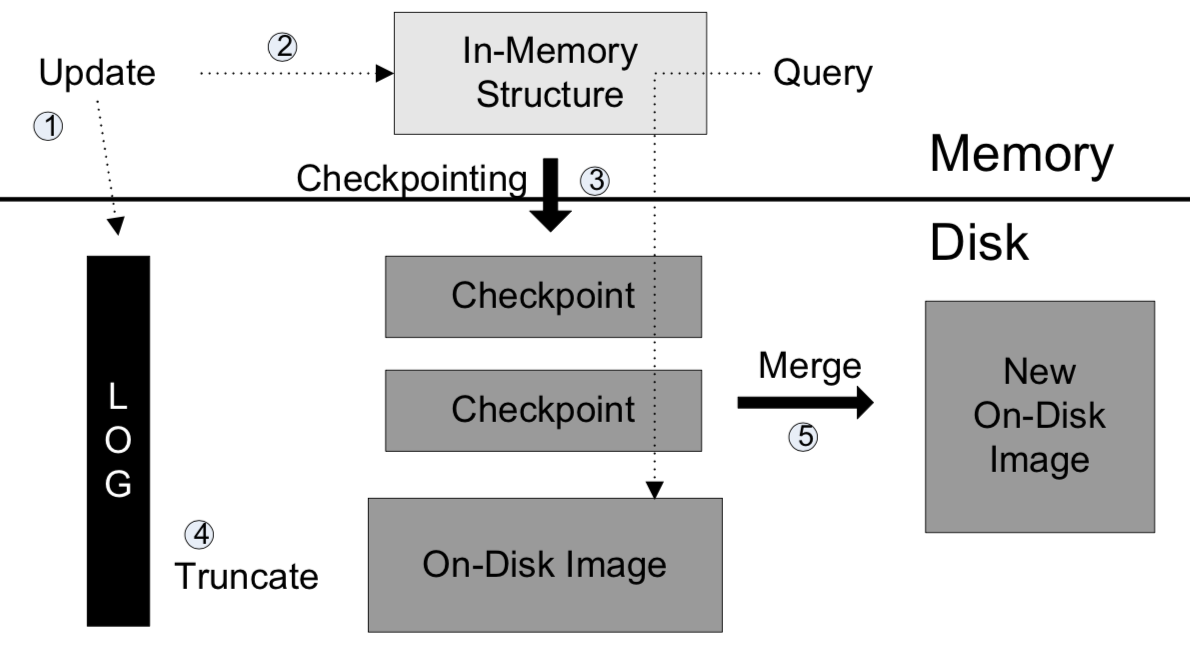 2
In-Memory
Structure
Update
Query
1
Memory
Checkpointing
3
Disk
Checkpoint
Merge
New
On-Disk
Image
L
O
G
Checkpoint
5
4
Truncate
On-Disk Image